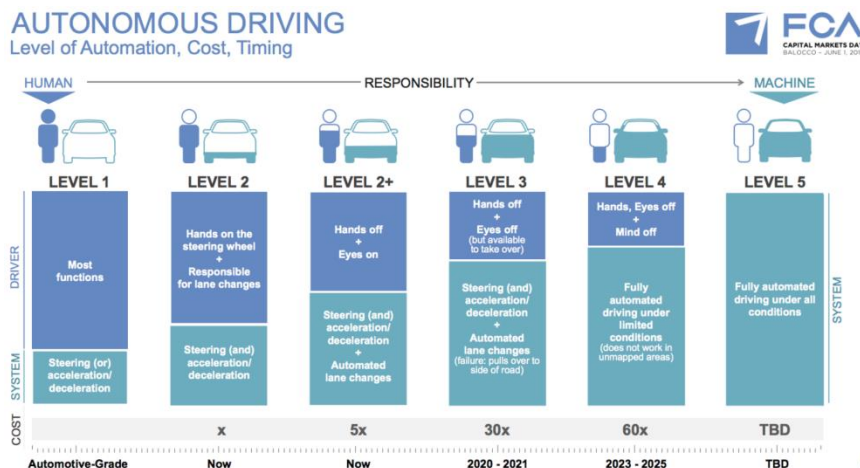 AUTONOMOUS DRIVING
Level of Automation, Cost, Timing
FCA
CAPITAL MARKETS DAY
BALOCCO – JUNE 1,
HUMAN
RESPONSIBILITY
MACHINE
LEVEL 1
LEVEL 2
LEVEL 2+
LEVEL 3
LEVEL 4
LEVEL 5
DRIVER
SYSTEM
Most
functions
Steering (or)
acceleration/
deceleration
Hands on the
steering wheel
+
Responsible
for lane changes
Steering (and)
acceleration/
deceleration
Hands off
+
Eyes on
Steering (and)
acceleration/
deceleration
+
Automated
lane changes
Hands off
+
Eyes off
(but available
to take over)
Steering (and)
acceleration/
deceleration
+
Automated
lane changes
(failure: pulls over to
side of road)
Hands, Eyes off
+
Mind off
Fully
automated
driving under
limited
conditions
(does not work in
unmapped areas)
Fully automated
driving under all
conditions
SYSTEM
COST
x
5x
30x
60x
TBD
Automotive-Grade
Now
Now
2020 - 2021
2023 - 2025
TBD